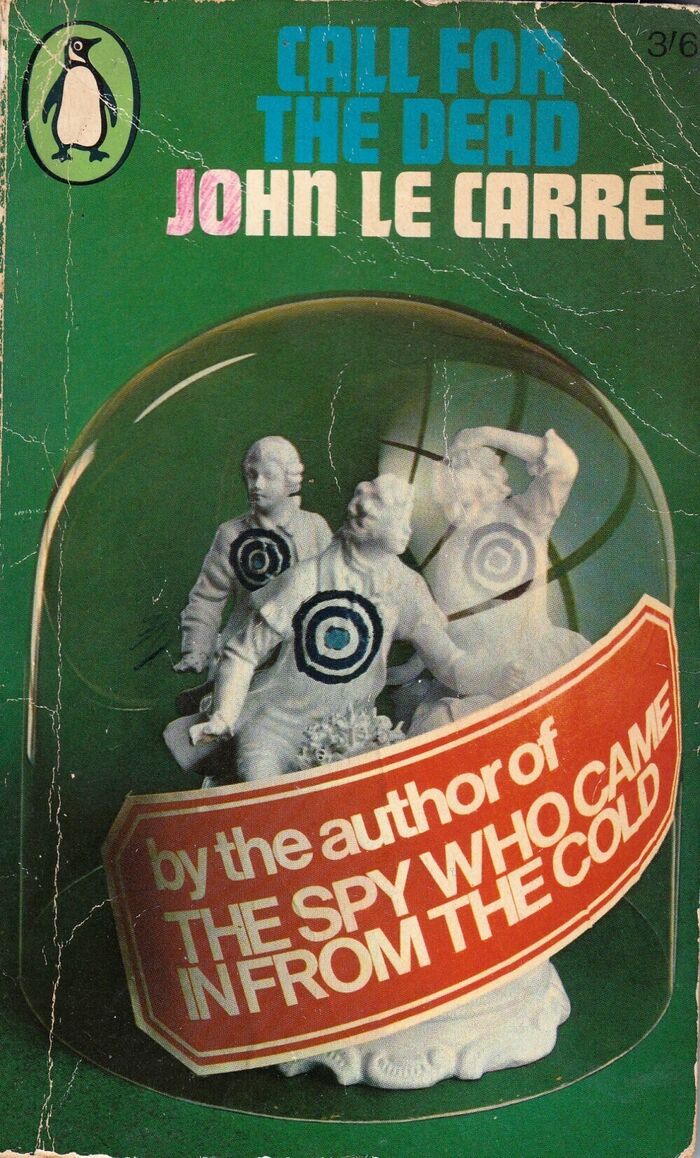 3/6
CALL FOR
THE DEAD
JOHN LE CARRÉ
by the author of
THE SPY WHO CAME
IN FROM THE COLD